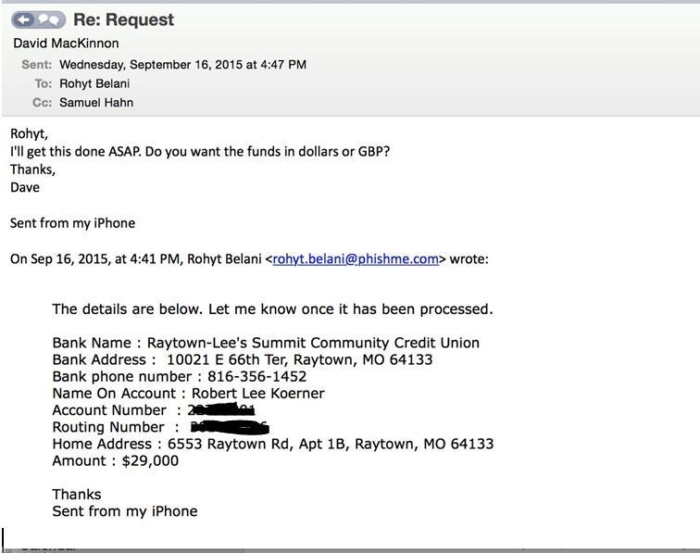 Re: Request
David MacKinnon
Sent: Wednesday, September 16, 2015 at 4:47 PM
To: Rohyt Belani
Cc: Samuel Hahn
Rohyt,
I'll get this done ASAP. Do you want the funds in dollars or GBP?
Thanks,
Dave
Sent from my iPhone
On Sep 16, 2015, at 4:41 PM, Rohyt Belani <rohyt.belani@phishme.com> wrote:
The details are below. Let me know once it has been processed.
Bank Name : Raytown-Lee's Summit Community Credit Union
Bank Address : 10021 E 66th Ter, Raytown, MO 64133
Bank phone number : 816-356-1452
Name On Account : Robert Lee Koerner
Account Number :
Routing Number :
Home Address : 6553 Raytown Rd, Apt 1B, Raytown, MO 64133
Amount : $29,000
Thanks
Sent from my iPhone